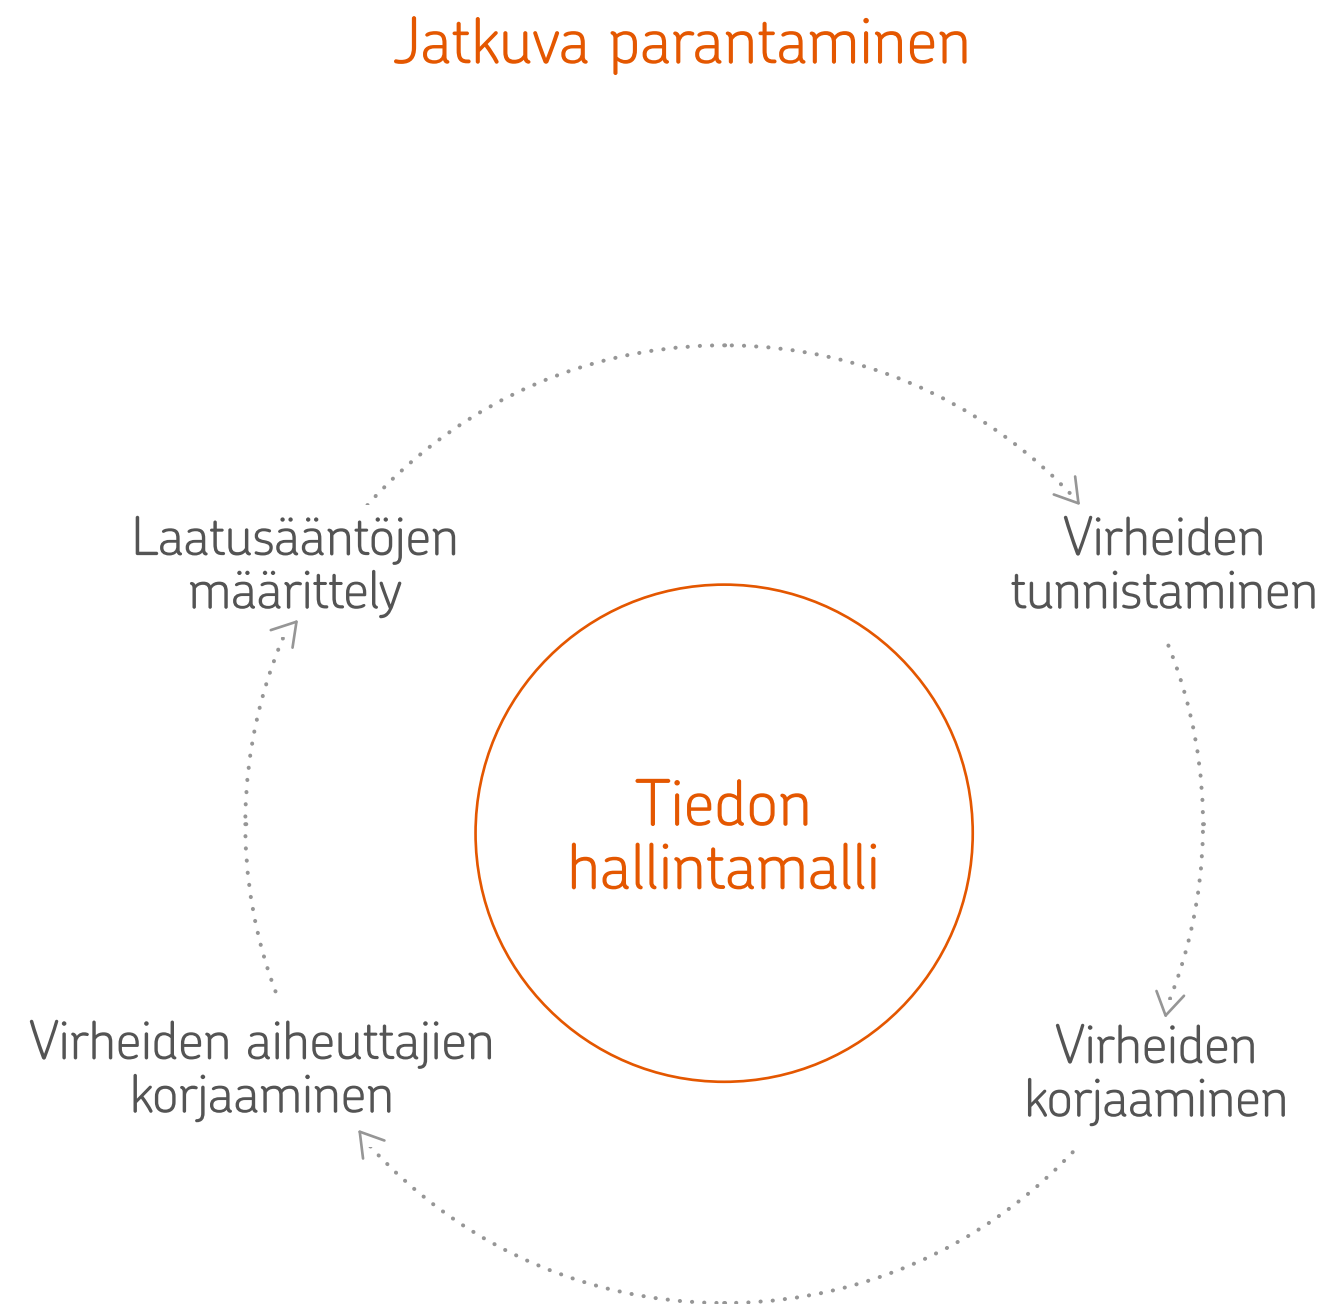 Jatkuva parantaminen
Laatusääntöjen
määrittely
Virheiden
tunnistaminen
Tiedon
hallintamalli
Virheiden aiheuttajien
korjaaminen
Virheiden
korjaaminen